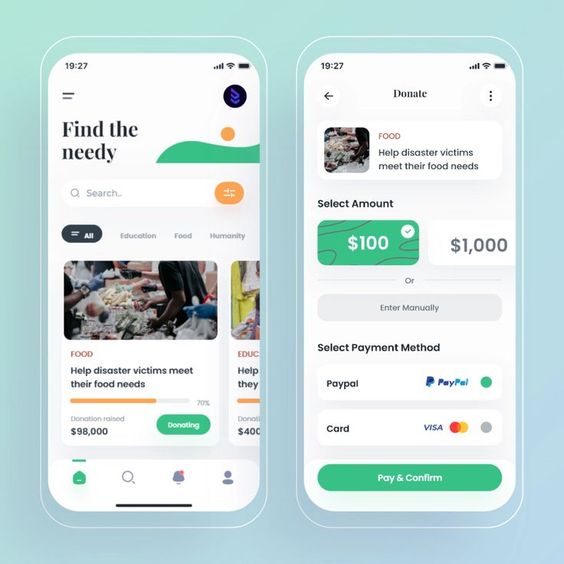 19:27
Find the
needy
Search..
All Education Food Humanity
FOOD
Help disaster victims meet
their food needs
70%
Donation raised
$98,000
Donating
EDUC
they
$400
19:27
Donate
FOOD
Help disaster victims
meet their food needs
Select Amount
$100
$1,000
Or
Enter Manually
Select Payment Method
Paypal PayPal
Card VISA
Pay & Confirm